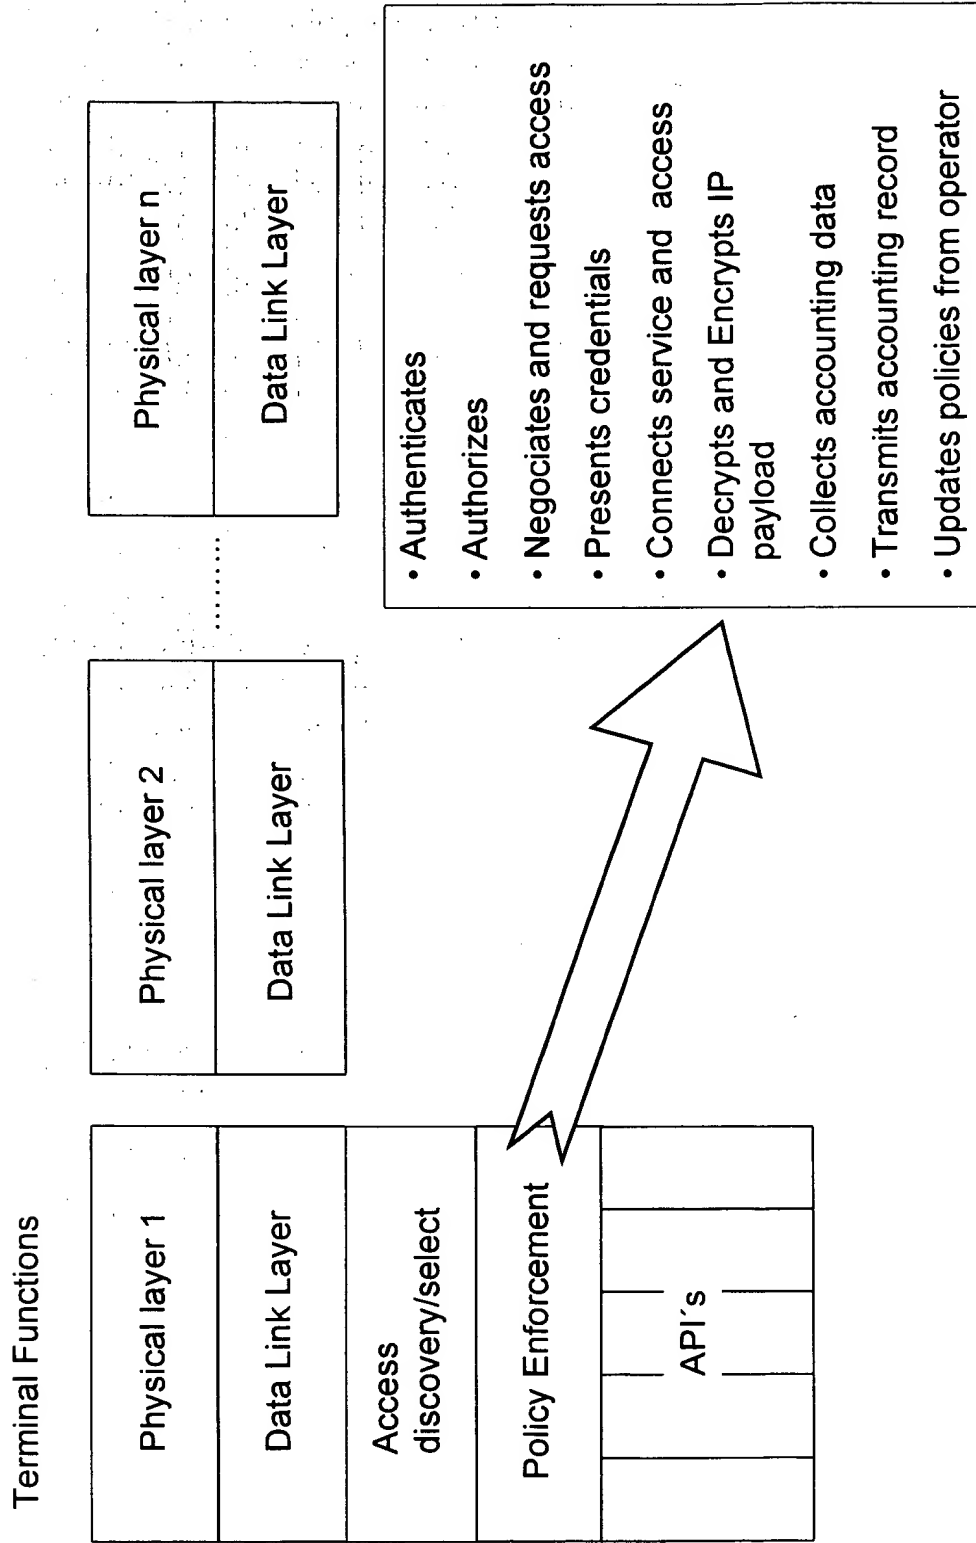 Terminal Functions
Physical layer 1
Data Link Layer
Access
discovery/select
Policy Enforcement
API´s
Physical layer 2
Data Link Layer
........
Physical layer n
Data Link Layer
• Authenticates
• Authorizes
• Negociates and requests access
• Presents credentials
• Connects service and access
• Decrypts and Encrypts IP
payload
• Collects accounting data
• Transmits accounting record
• Updates policies from operator